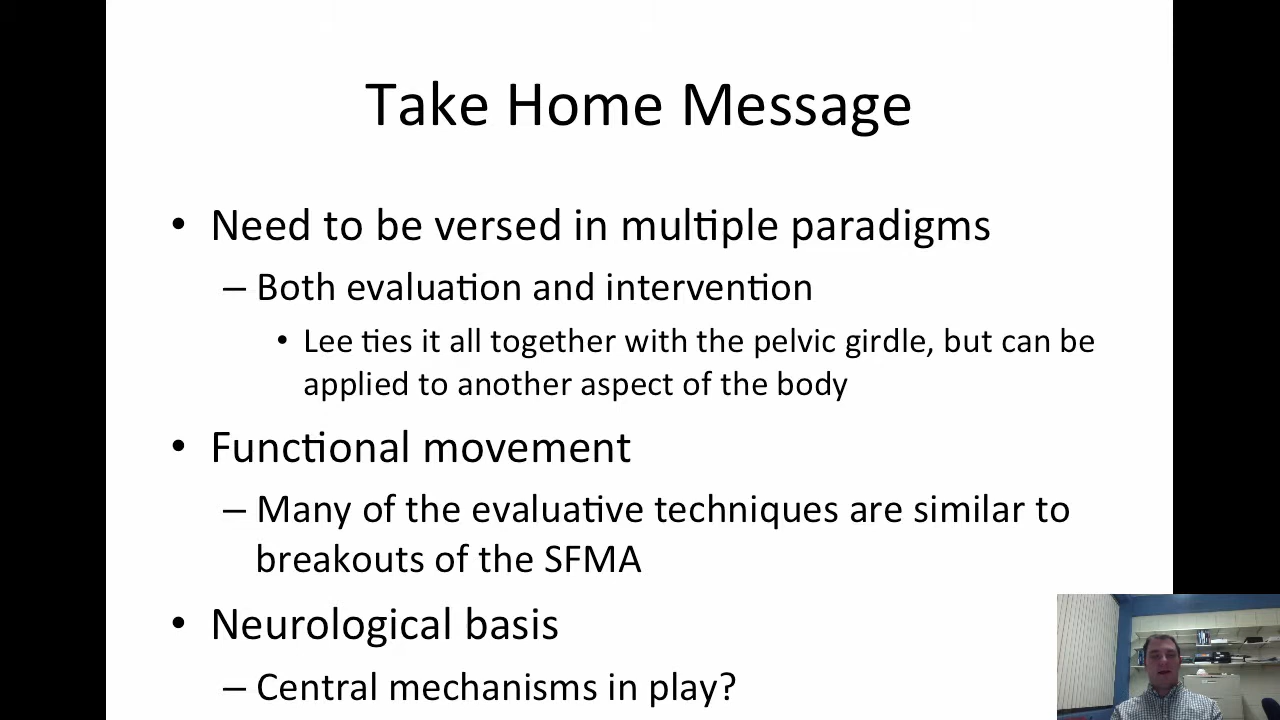 Take Home Message
• Need to be versed in multiple paradigms
– Both evaluation and intervention
• Lee ties it all together with the pelvic girdle, but can be
applied to another aspect of the body
• Functional movement
– Many of the evaluative techniques are similar to
breakouts of the SFMA
• Neurological basis
– Central mechanisms in play?